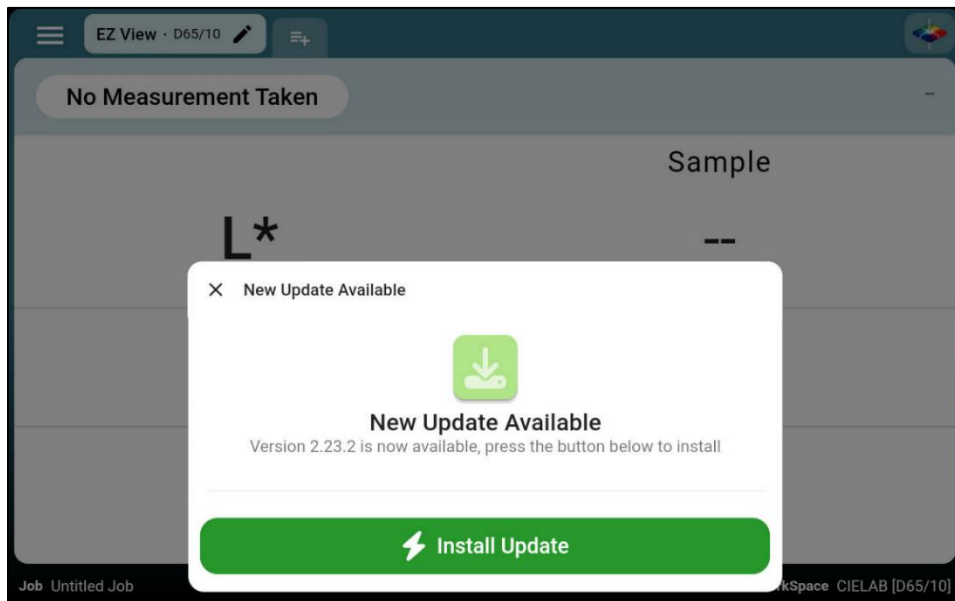 EZ View · D65/10
No Measurement Taken
--
Sample
L*
--
New Update Available
New Update Available
Version 2.23.2 is now available, press the button below to install
Install Update
Job Untitled Job
kSpace CIELAB [D65/10]